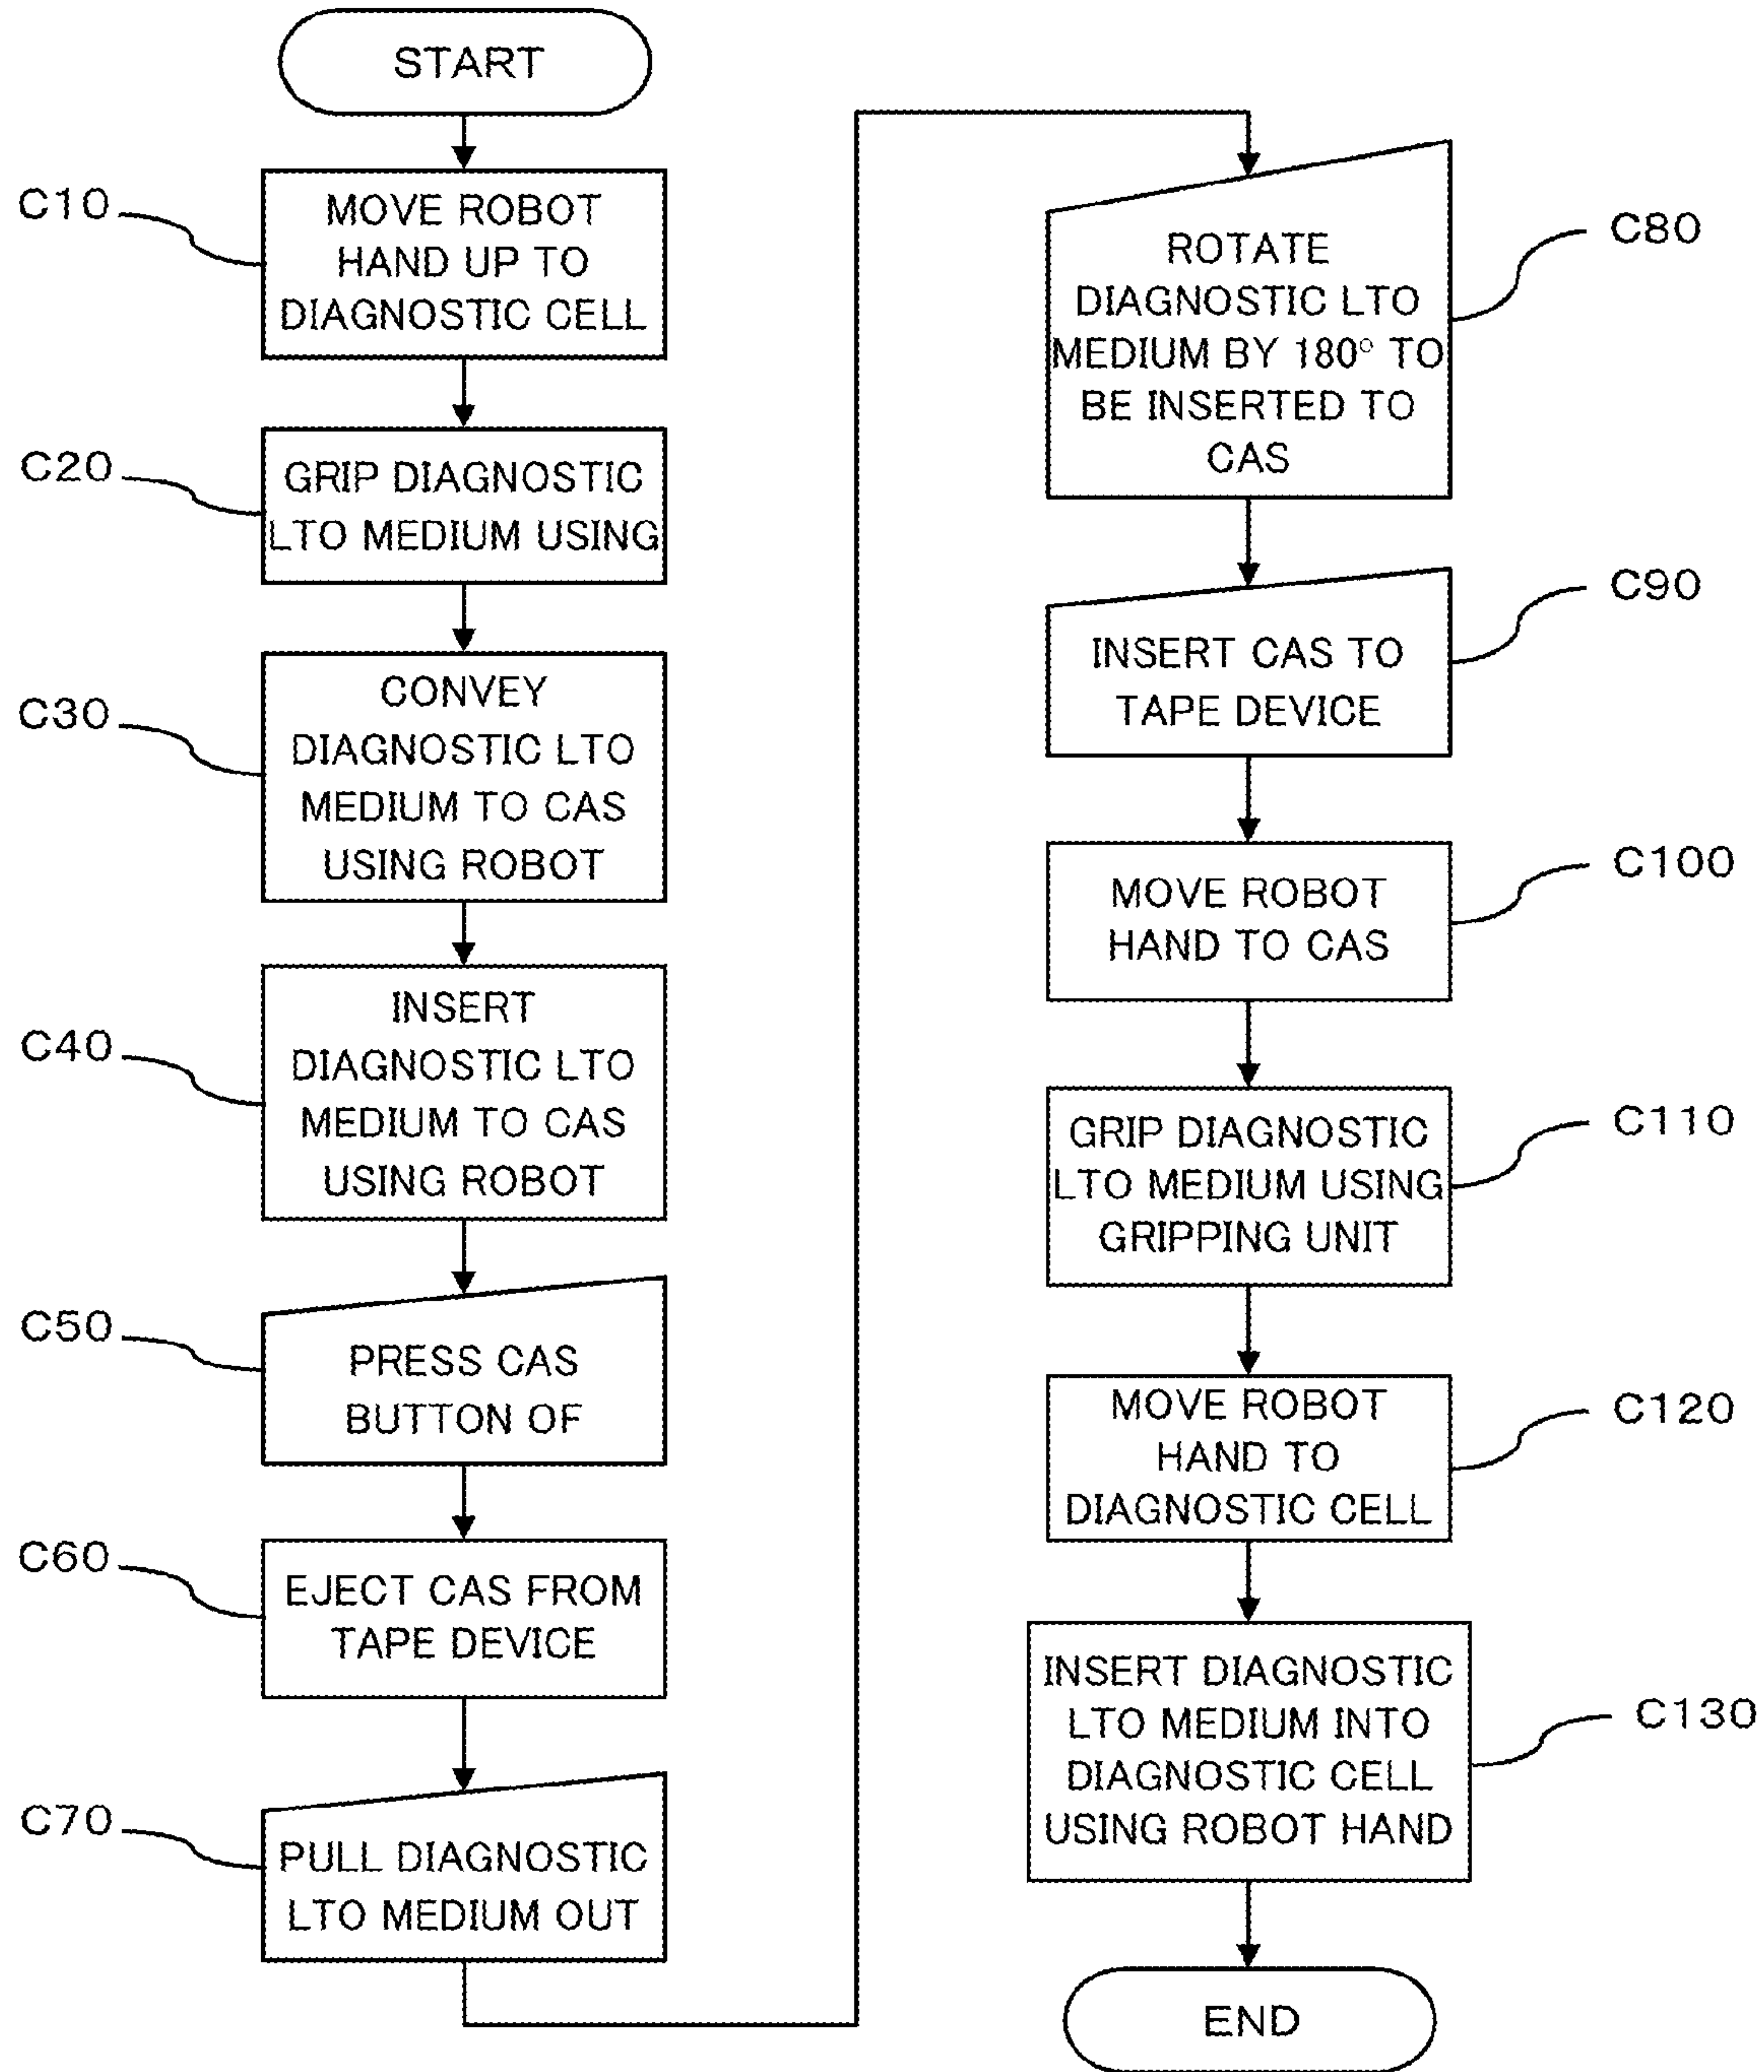 START
C10
MOVE ROBOT
HAND UP TO
DIAGNOSTIC CELL
C20
GRIP DIAGNOSTIC
LTO MEDIUM USING
C30
CONVEY
DIAGNOSTIC LTO
MEDIUM TO CAS
USING ROBOT
C40
INSERT
DIAGNOSTIC LTO
MEDIUM TO CAS
USING ROBOT
C50
PRESS CAS
BUTTON OF
C60
EJECT CAS FROM
TAPE DEVICE
C70
PULL DIAGNOSTIC
LTO MEDIUM OUT
C80
ROTATE
DIAGNOSTIC LTO
MEDIUM BY 180° TO
BE INSERTED TO
CAS
C90
INSERT CAS TO
TAPE DEVICE
C100
MOVE ROBOT
HAND TO CAS
C110
GRIP DIAGNOSTIC
LTO MEDIUM USING
GRIPPING UNIT
C120
MOVE ROBOT
HAND TO
DIAGNOSTIC CELL
C130
INSERT DIAGNOSTIC
LTO MEDIUM INTO
DIAGNOSTIC CELL
USING ROBOT HAND
END